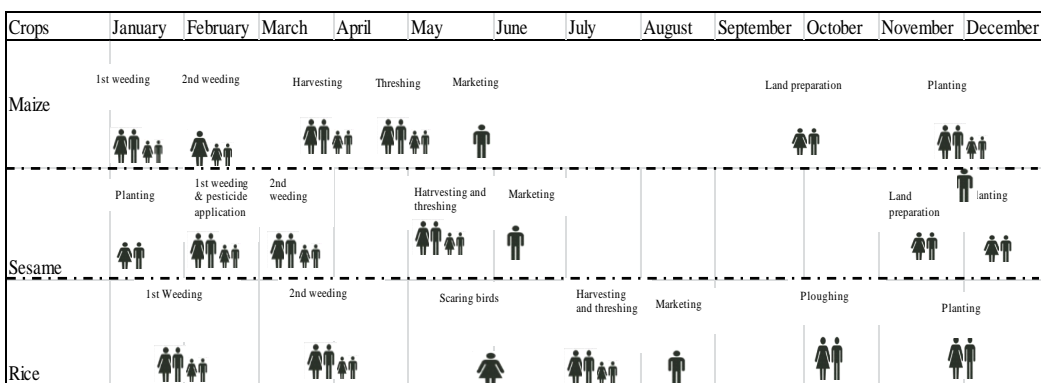 Crops January February March April May June July August September October November December
1st weeding 2nd weeding Harvesting Threshing Marketing Land preparation Planting
Maize
Planting 1st weeding 2nd Hatrvesting and Marketing Land lanting
& pesticide weeding threshing preparation
application
Sesame
1st Weeding 2nd weeding Scaring birds Harvesting Marketing Ploughing Planting
and threshing
Rice